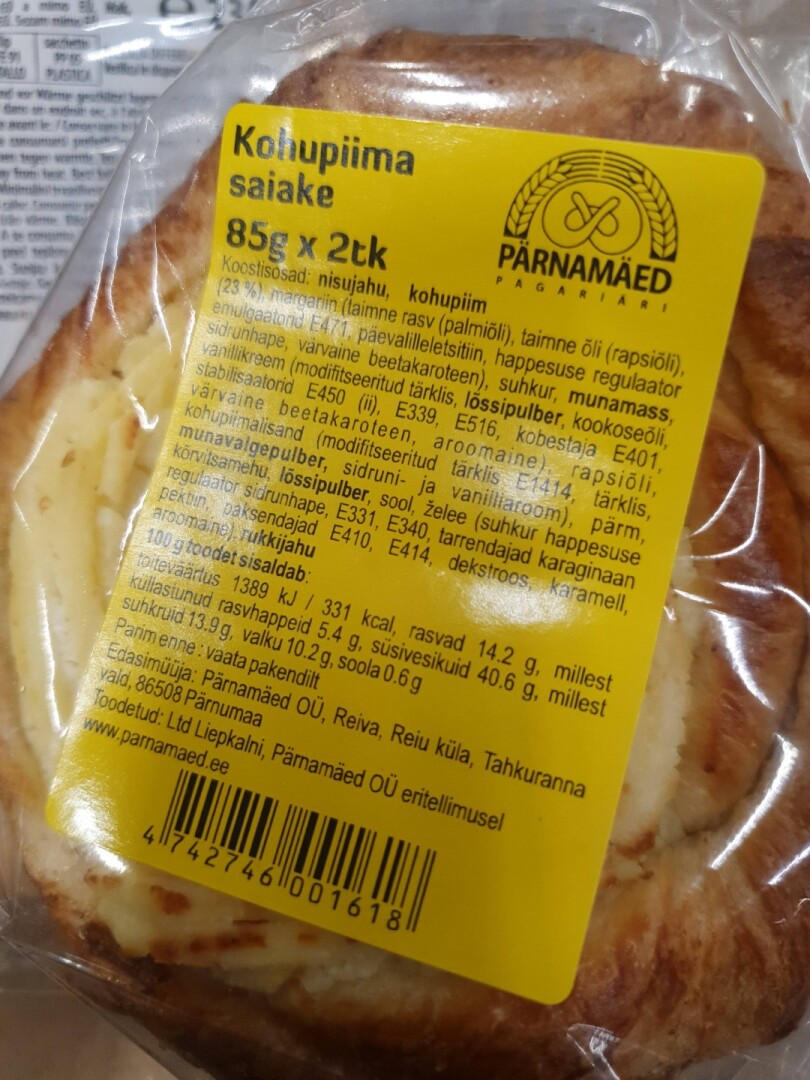 Kohupiima
saiake
85g x 2tk
PÄRNAMÄED
PAGARIÄRI
Koostisosad: nisujahu, kohupiim
(23 %), margariin (taimne rasv (palmiõli), taimne õli (rapsiõli),
emulgaatorid E471, päevalilleletsitiin, happesuse regulaator
sidrunhape, värvaine beetakaroteen), suhkur, munamass,
vanillikreem (modifitseeritud tärklis, lõssipulber, kookoseõli,
stabilisaatorid E450 (ii), E339, E516, kobestaja E401,
värvaine beetakaroteen, aroomaine), rapsiõli,
kohupiimalisand (modifitseeritud tärklis E1414, tärklis,
munavalgepulber, sidruni- ja vanilliaroom), pärm,
kõrvitsamehu, lõssipulber, sool, želee (suhkur happesuse
regulaator sidrunhape, E331, E340, tarrendajad karaginaan
pektiin, paksendajad E410, E414, dekstroos, karamell,
aroomaine), rukkijahu
100 g toodet sisaldab:
toiteväärtus 1389 kJ / 331 kcal, rasvad 14.2 g, millest
küllasiunud rasvhappeid 5.4 g, süsivesikuid 40.6 g, millest
suhkruid 13.9g, valku 10.2g, soola 0.6g
Parim enne: vaata pakendilt
Edasimüüja: Pärnamäed OÜ, Reiva, Reiu küla, Tahkuranna
vald, 86508 Pärnumaa
Toodetud: Ltd Liepkalni, Pärnamäed OÜ eritellimusel
www.parnamaed.ee
4 742746 001618